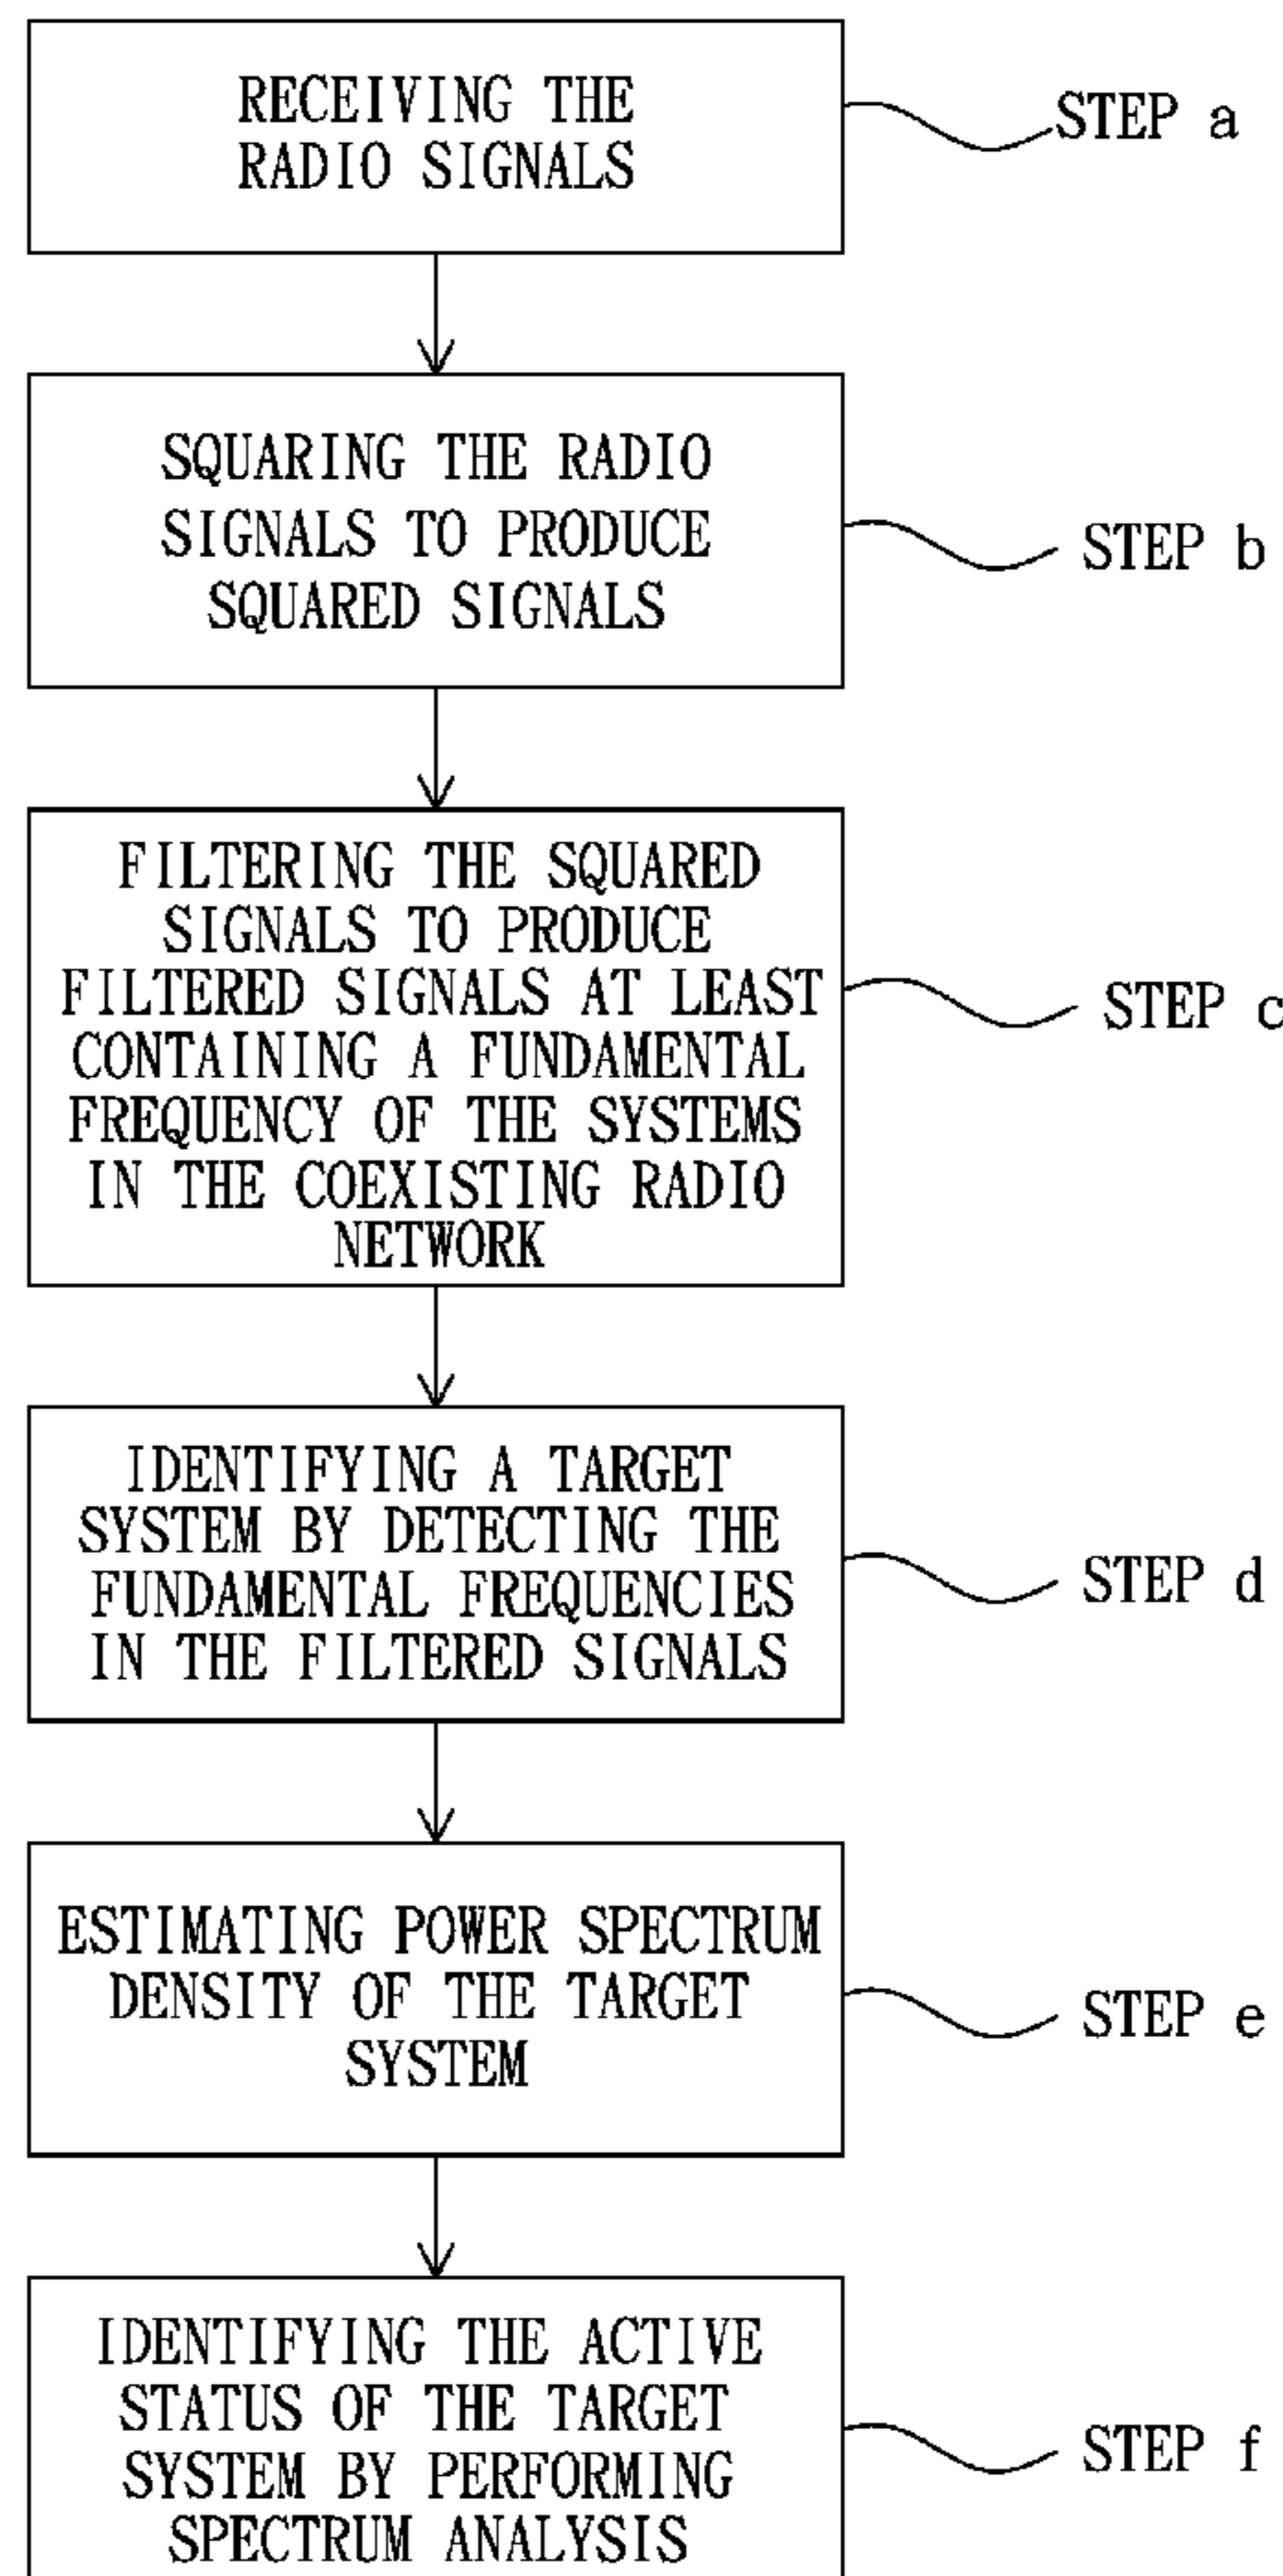 RECEIVING THE
RADIO SIGNALS
STEP a
SQUARING THE RADIO
SIGNALS TO PRODUCE
SQUARED SIGNALS
STEP b
FILTERING THE SQUARED
SIGNALS TO PRODUCE
FILTERED SIGNALS AT LEAST
CONTAINING A FUNDAMENTAL
FREQUENCY OF THE SYSTEMS
IN THE COEXISTING RADIO
NETWORK
STEP c
IDENTIFYING A TARGET
SYSTEM BY DETECTING THE
FUNDAMENTAL FREQUENCIES
IN THE FILTERED SIGNALS
STEP d
ESTIMATING POWER SPECTRUM
DENSITY OF THE TARGET
SYSTEM
STEP e
IDENTIFYING THE ACTIVE
STATUS OF THE TARGET
SYSTEM BY PERFORMING
SPECTRUM ANALYSIS
STEP f